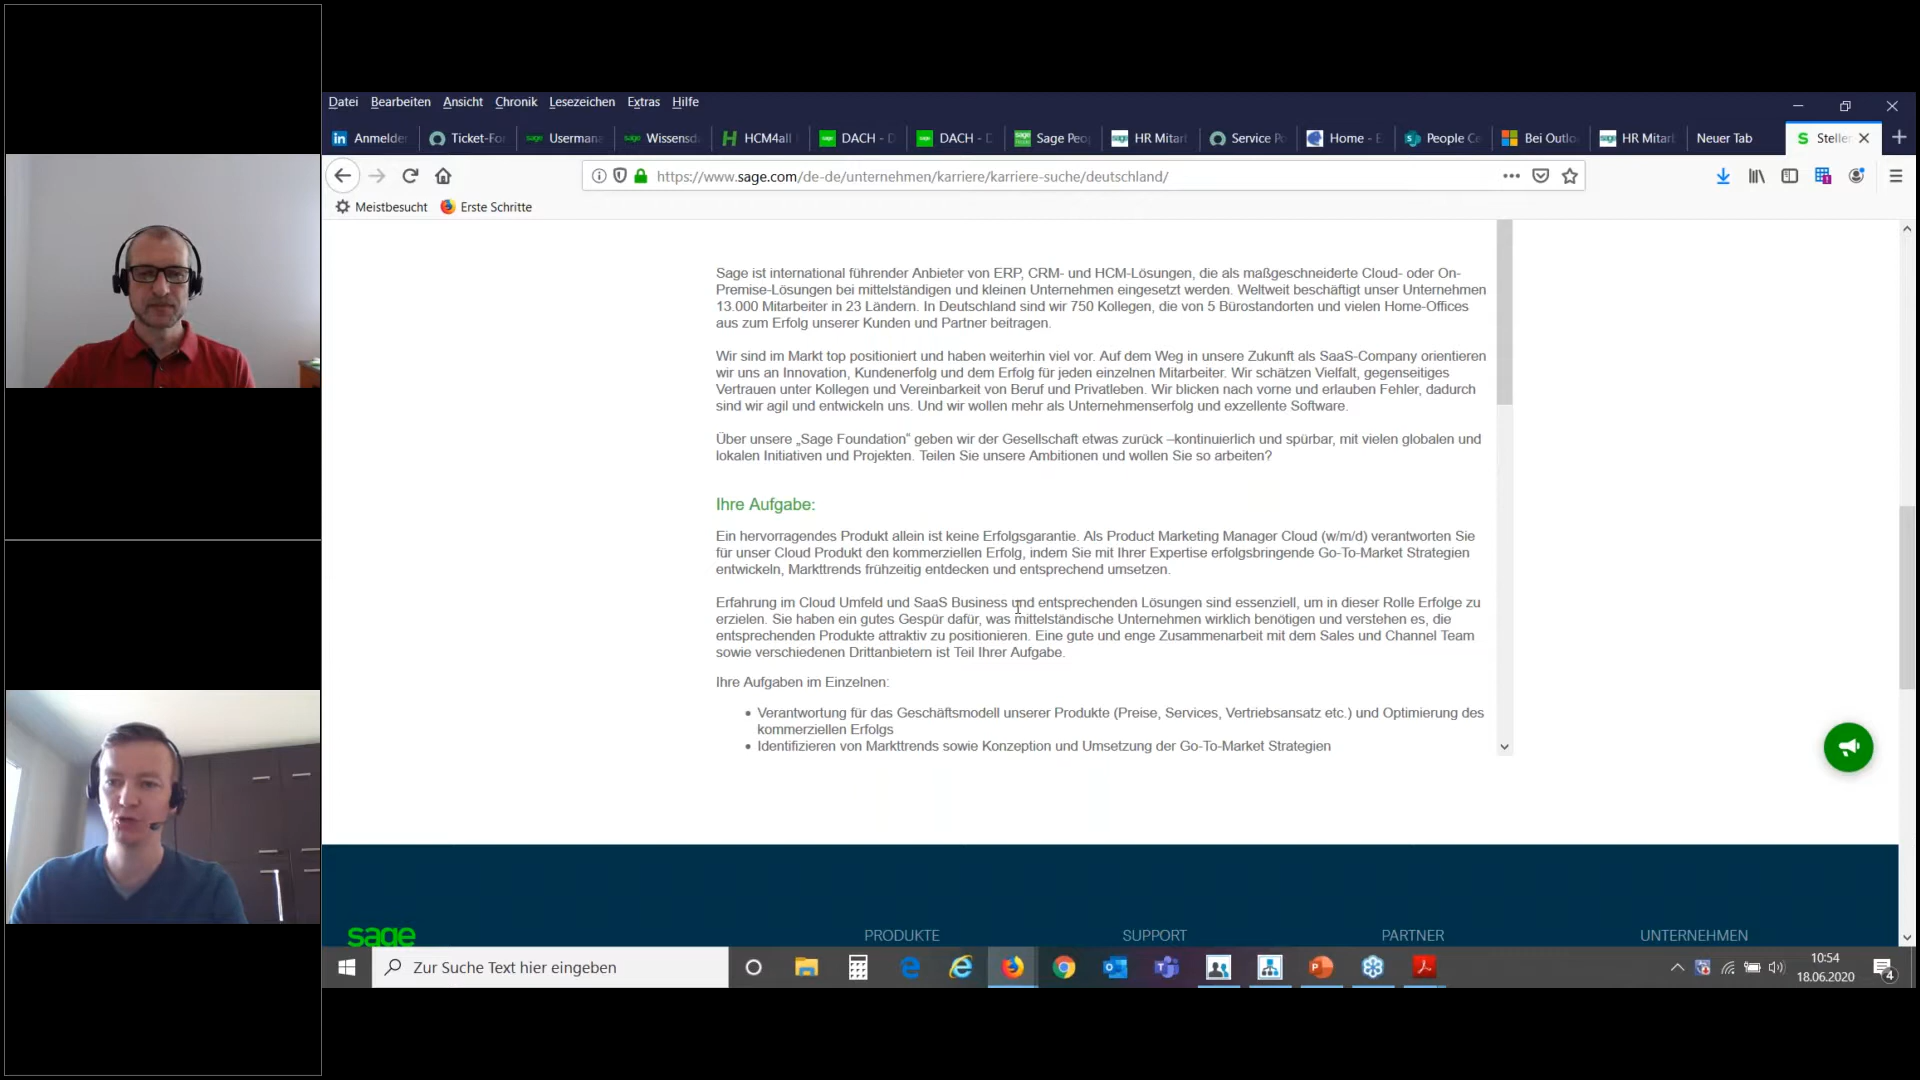 Datei Bearbeiten Ansicht Chronik Lesezeichen Extras Hilfe
Anmelde Ticket-Fo Userman Wissensd HCM4all DACH - D DACH - D Sage Peo HR Mitar Service Po Home - E People Ce Bei Outlo HR Mitar Neuer Tab Steller
https://www.sage.com/de-de/unternehmen/karriere/karriere-suche/deutschland/
Meistbesucht Erste Schritte
Sage ist international führender Anbieter von ERP, CRM- und HCM-Lösungen, die als maßgeschneiderte Cloud- oder On-
Premise-Lösungen bei mittelständigen und kleinen Unternehmen eingesetzt werden. Weltweit beschäftigt unser Unternehmen
13.000 Mitarbeiter in 23 Ländern. In Deutschland sind wir 750 Kollegen, die von 5 Bürostandorten und vielen Home-Offices
aus zum Erfolg unserer Kunden und Partner beitragen.
Wir sind im Markt top positioniert und haben weiterhin viel vor. Auf dem Weg in unsere Zukunft als SaaS-Company orientieren
wir uns an Innovation, Kundenerfolg und dem Erfolg für jeden einzelnen Mitarbeiter. Wir schätzen Vielfalt, gegenseitiges
Vertrauen unter Kollegen und Vereinbarkeit von Beruf und Privatleben. Wir blicken nach vorne und erlauben Fehler, dadurch
sind wir agil und entwickeln uns. Und wir wollen mehr als Unternehmenserfolg und exzellente Software.
Über unsere „Sage Foundation" geben wir der Gesellschaft etwas zurück –kontinuierlich und spürbar, mit vielen globalen und
lokalen Initiativen und Projekten. Teilen Sie unsere Ambitionen und wollen Sie so arbeiten?
Ihre Aufgabe:
Ein hervorragendes Produkt allein ist keine Erfolgsgarantie. Als Product Marketing Manager Cloud (w/m/d) verantworten Sie
für unser Cloud Produkt den kommerziellen Erfolg, indem Sie mit Ihrer Expertise erfolgsbringende Go-To-Market Strategien
entwickeln, Markttrends frühzeitig entdecken und entsprechend umsetzen.
Erfahrung im Cloud Umfeld und SaaS Business und entsprechenden Lösungen sind essenziell, um in dieser Rolle Erfolge zu
erzielen. Sie haben ein gutes Gespür dafür, was mittelständische Unternehmen wirklich benötigen und verstehen es, die
entsprechenden Produkte attraktiv zu positionieren. Eine gute und enge Zusammenarbeit mit dem Sales und Channel Team
sowie verschiedenen Drittanbietern ist Teil Ihrer Aufgabe.
Ihre Aufgaben im Einzelnen:
• Verantwortung für das Geschäftsmodell unserer Produkte (Preise, Services, Vertriebsansatz etc.) und Optimierung des
kommerziellen Erfolgs
• Identifizieren von Markttrends sowie Konzeption und Umsetzung der Go-To-Market Strategien
sage PRODUKTE SUPPORT PARTNER UNTERNEHMEN
Zur Suche Text hier eingeben
10:54
18.06.2020
4